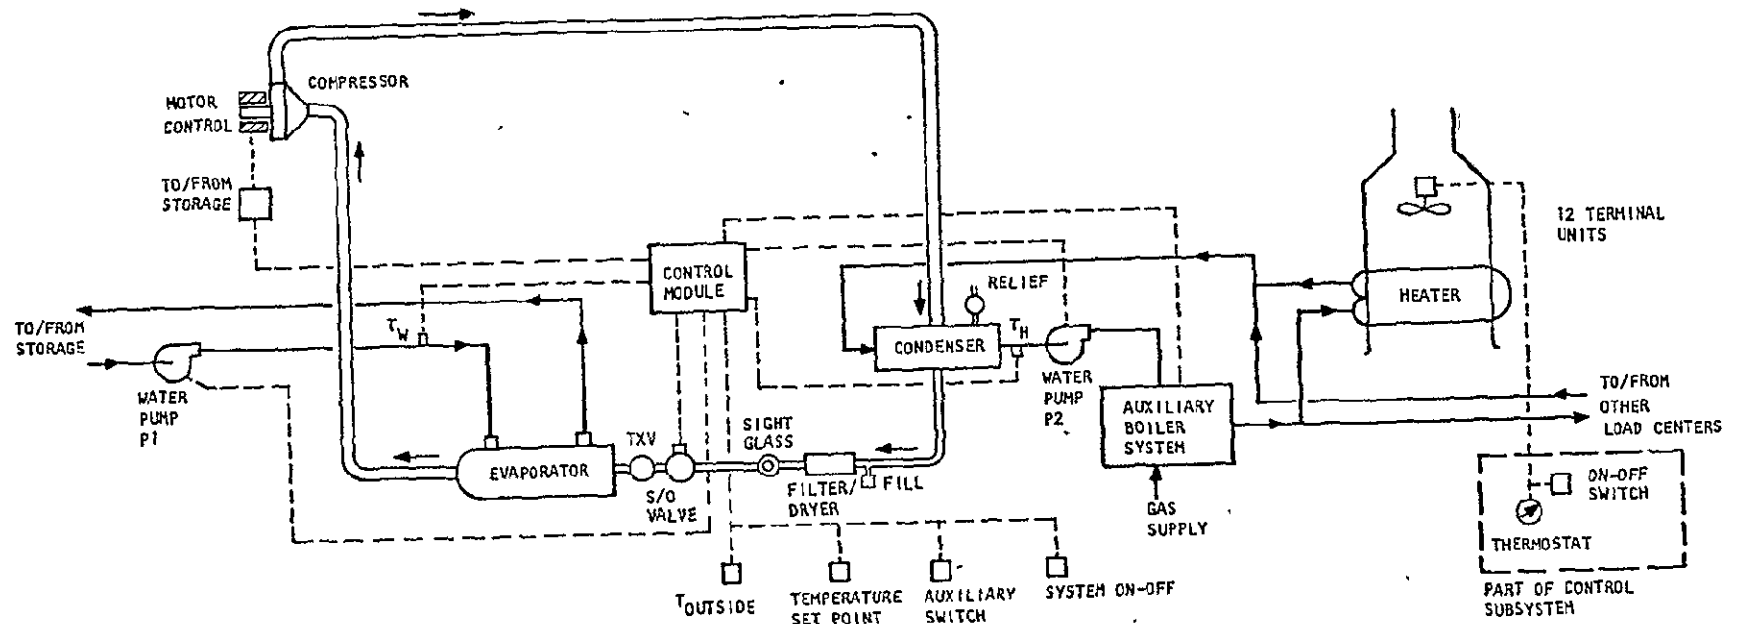 COMPRESSOR
MOTOR
CONTROL
TO/FROM
STORAGE
12 TERMINAL
UNITS
CONTROL
MODULE
RELIEF
HEATER
TO/FROM
STORAGE
TW
TH
CONDENSER
WATER
PUMP
P1
WATER
PUMP
P2
AUXILIARY
BOILER
SYSTEM
TO/FROM
OTHER
LOAD CENTERS
TXV
SIGHT
GLASS
EVAPORATOR
S/O
VALVE
FILTER/
DRYER
FILL
GAS
SUPPLY
ON-OFF
SWITCH
THERMOSTAT
PART OF CONTROL
SUBSYSTEM
TOUTSIDE
TEMPERATURE
SET POINT
AUXILIARY
SWITCH
SYSTEM ON-OFF